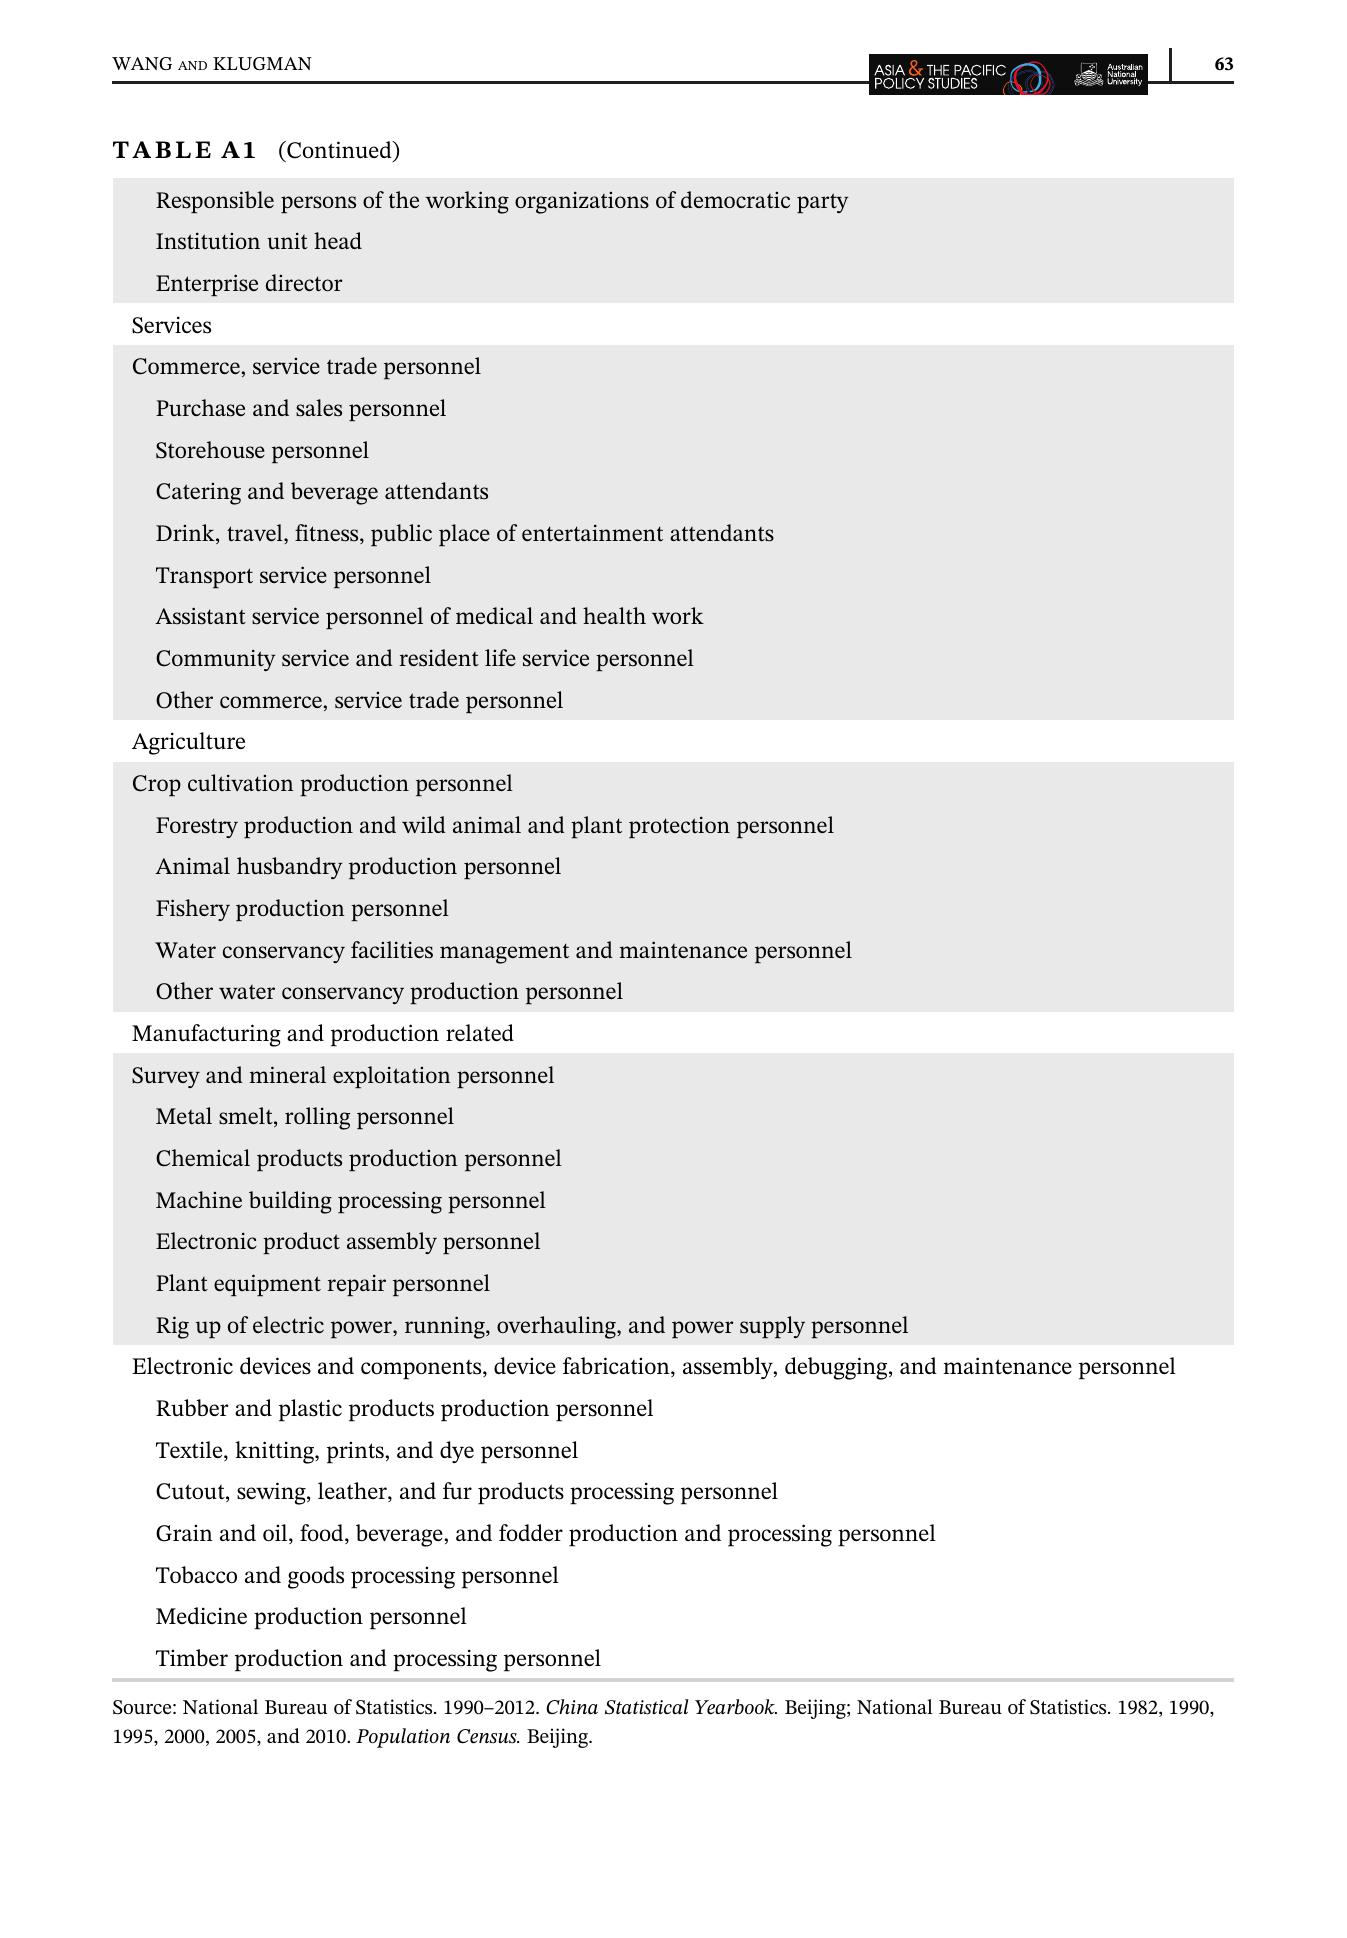 WANG AND KLUGMAN
ASIA & THE PACIFIC
POLICY STUDIES
Australian
National
University
63
TABLE A1 (Continued)
Responsible persons of the working organizations of democratic party
Institution unit head
Enterprise director
Services
Commerce, service trade personnel
Purchase and sales personnel
Storehouse personnel
Catering and beverage attendants
Drink, travel, fitness, public place of entertainment attendants
Transport service personnel
Assistant service personnel of medical and health work
Community service and resident life service personnel
Other commerce, service trade personnel
Agriculture
Crop cultivation production personnel
Forestry production and wild animal and plant protection personnel
Animal husbandry production personnel
Fishery production personnel
Water conservancy facilities management and maintenance personnel
Other water conservancy production personnel
Manufacturing and production related
Survey and mineral exploitation personnel
Metal smelt, rolling personnel
Chemical products production personnel
Machine building processing personnel
Electronic product assembly personnel
Plant equipment repair personnel
Rig up of electric power, running, overhauling, and power supply personnel
Electronic devices and components, device fabrication, assembly, debugging, and maintenance personnel
Rubber and plastic products production personnel
Textile, knitting, prints, and dye personnel
Cutout, sewing, leather, and fur products processing personnel
Grain and oil, food, beverage, and fodder production and processing personnel
Tobacco and goods processing personnel
Medicine production personnel
Timber production and processing personnel
Source: National Bureau of Statistics. 1990–2012. China Statistical Yearbook. Beijing; National Bureau of Statistics. 1982, 1990,
1995, 2000, 2005, and 2010. Population Census. Beijing.